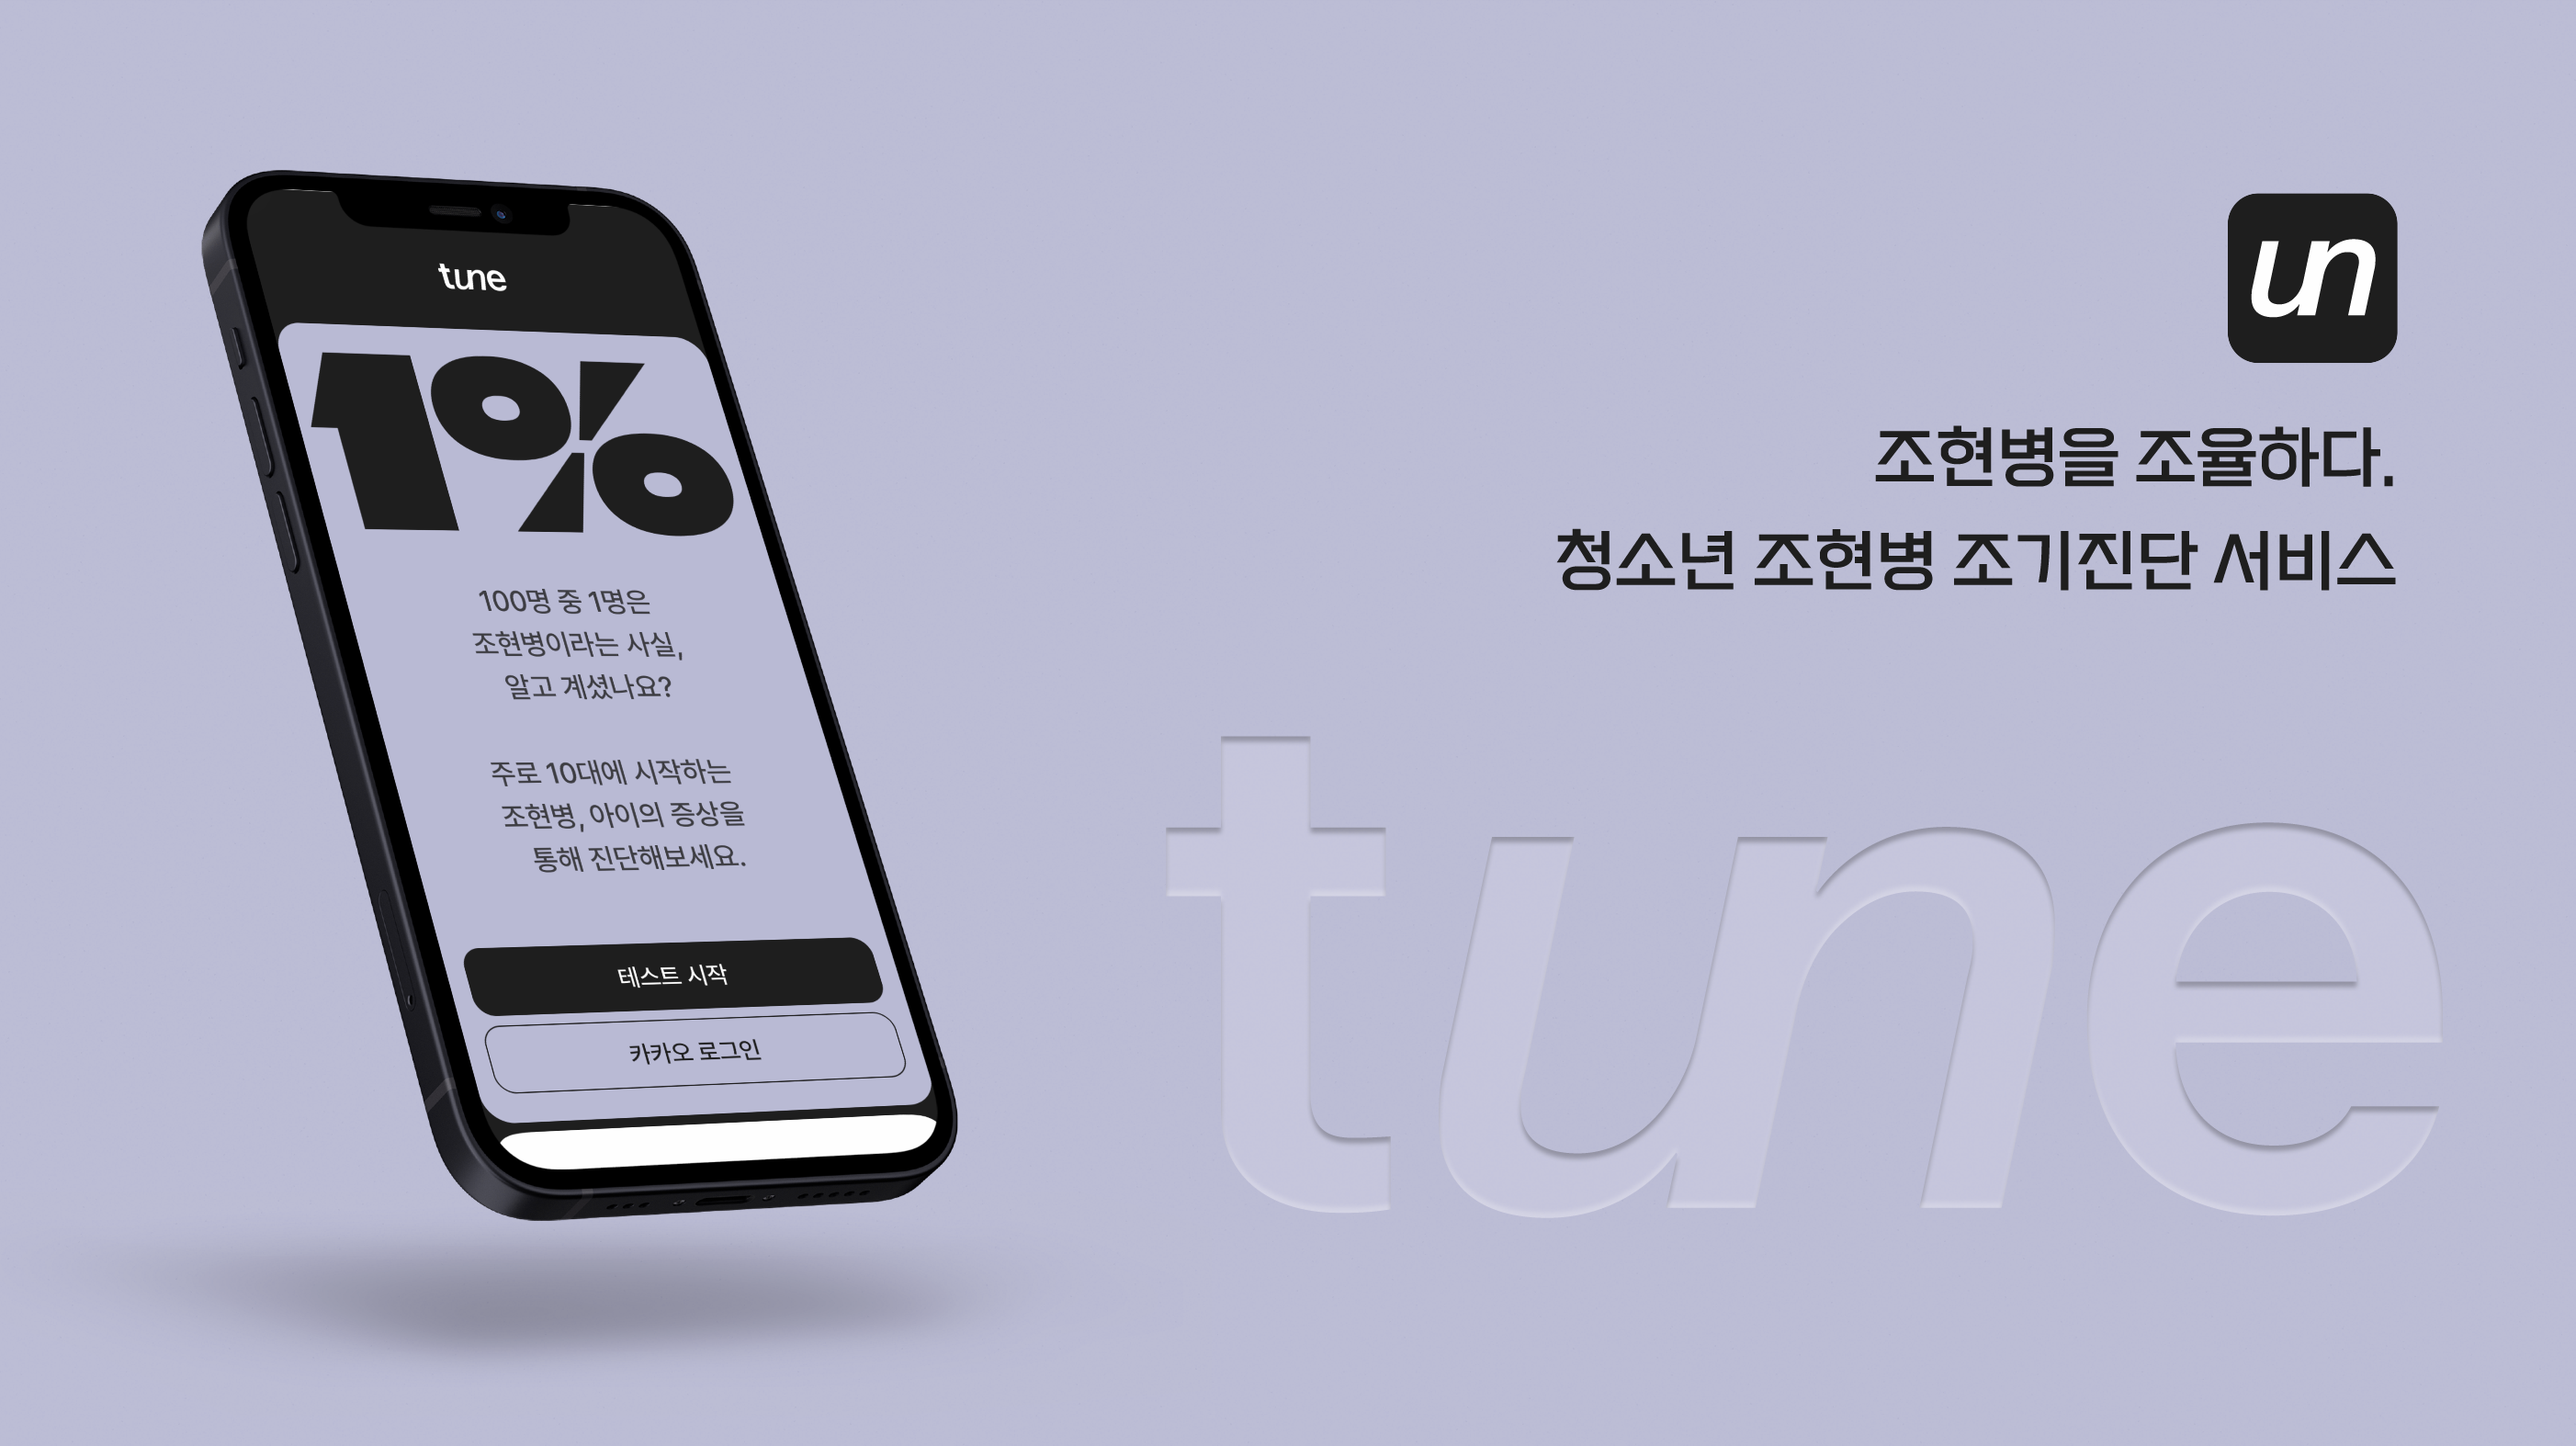 tune
1%
100명 중 1명은
조현병이라는 사실,
알고 계셨나요?
주로 10대에 시작하는
조현병, 아이의 증상을
통해 진단해보세요.
테스트 시작
카카오 로그인
un
조현병을 조율하다.
청소년 조현병 조기진단 서비스
tune